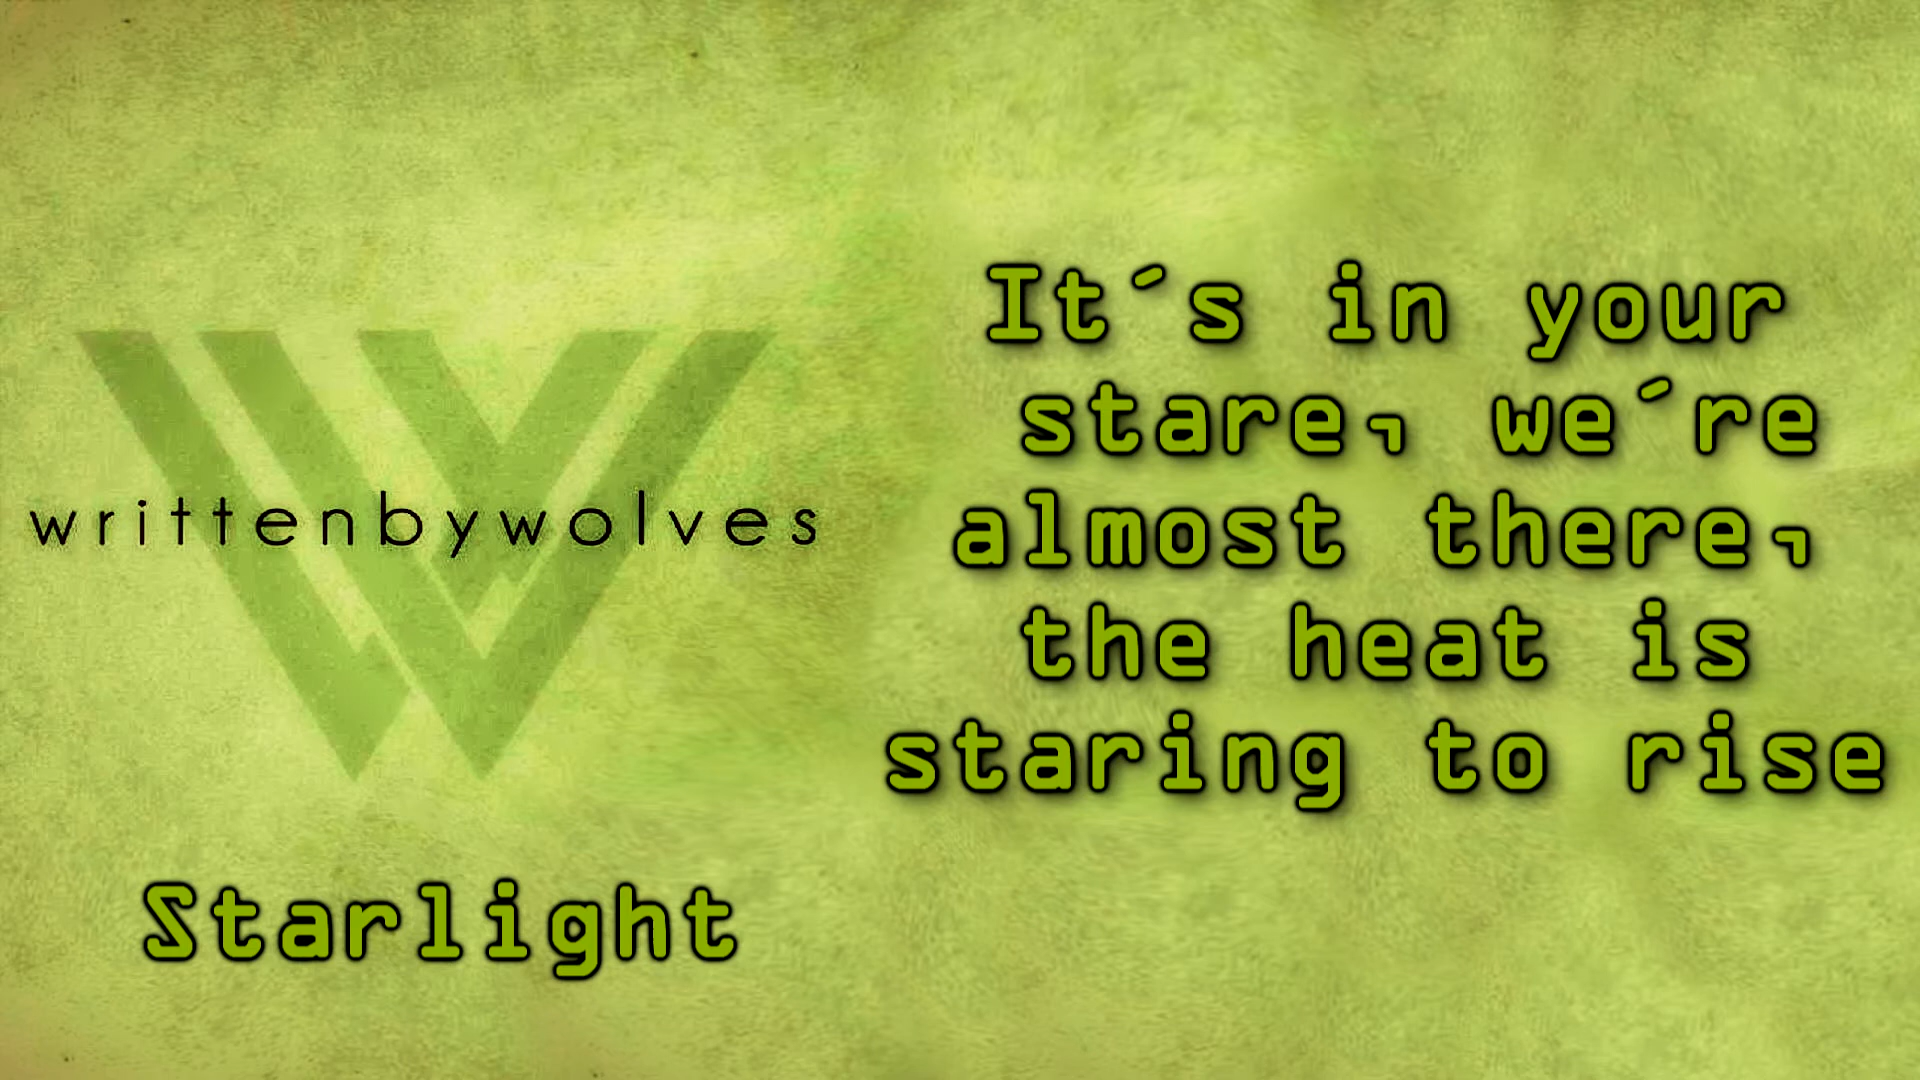 writtenbywolves
Starlight
It´s in your
stare, we´re
almost there,
the heat is
staring to rise